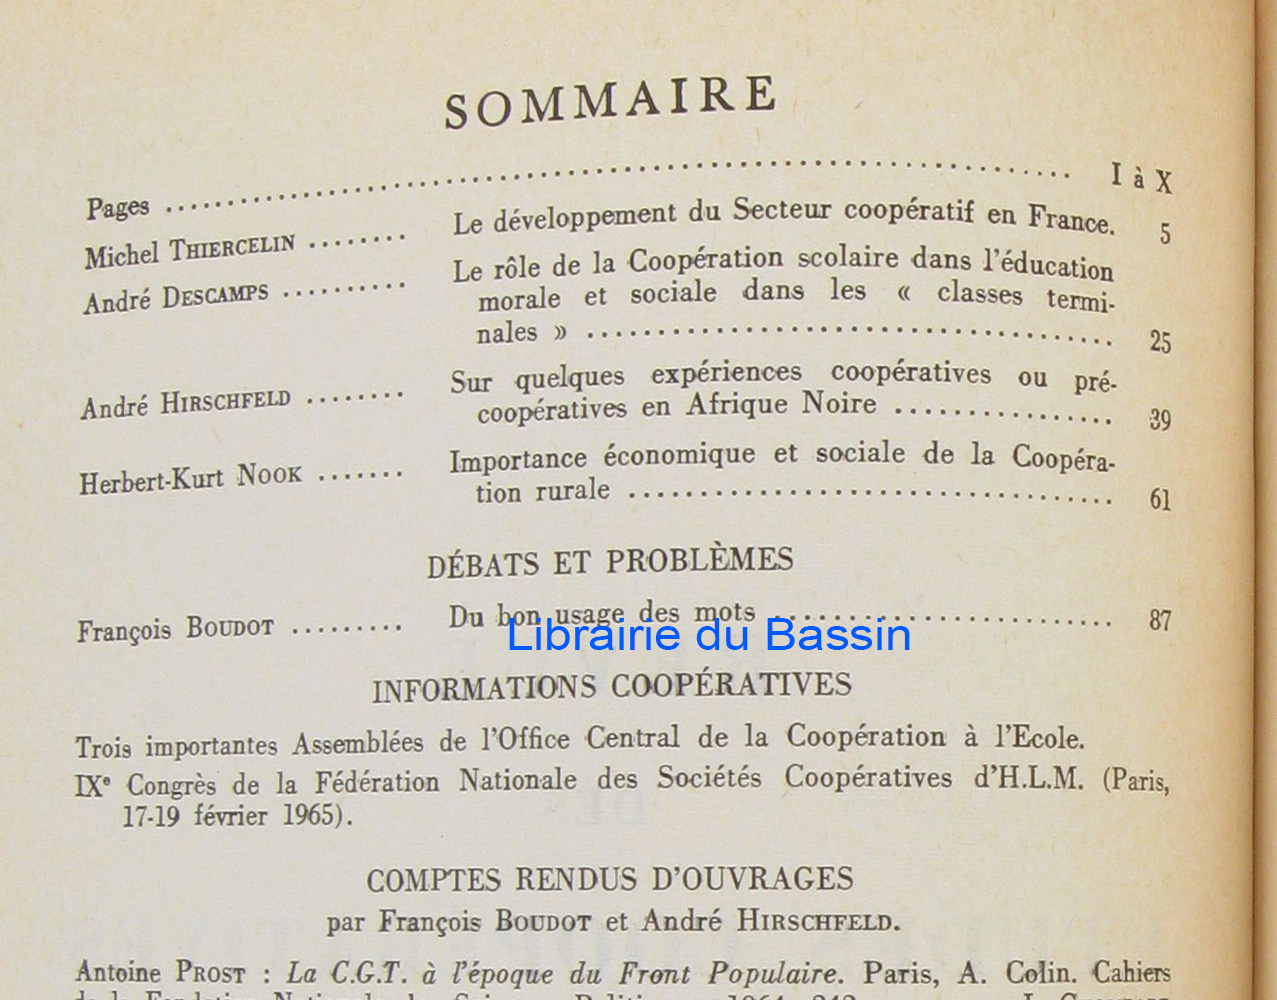 SOMMAIRE
Pages ........ I à X
Michel THIERCELIN ........ Le développement du Secteur coopératif en France. 5
André DESCAMPS .......... Le rôle de la Coopération scolaire dans l'éducation
morale et sociale dans les « classes termi-
nales » ........ 25
André HIRSCHFELD ........ Sur quelques expériences coopératives ou pré-
coopératives en Afrique Noire ........ 39
Herbert-Kurt NOOK ....... Importance économique et sociale de la Coopéra-
tion rurale ........ 61
DÉBATS ET PROBLÈMES
François BOUDOT ......... Du bon usage des mots ........ 87
Librairie du Bassin
INFORMATIONS COOPÉRATIVES
Trois importantes Assemblées de l'Office Central de la Coopération à l'Ecole.
IXe Congrès de la Fédération Nationale des Sociétés Coopératives d'H.L.M. (Paris,
17-19 février 1965).
COMPTES RENDUS D'OUVRAGES
par François BOUDOT et André HIRSCHFELD.
Antoine PROST : La C.G.T. à l'époque du Front Populaire. Paris, A. Colin. Cahiers